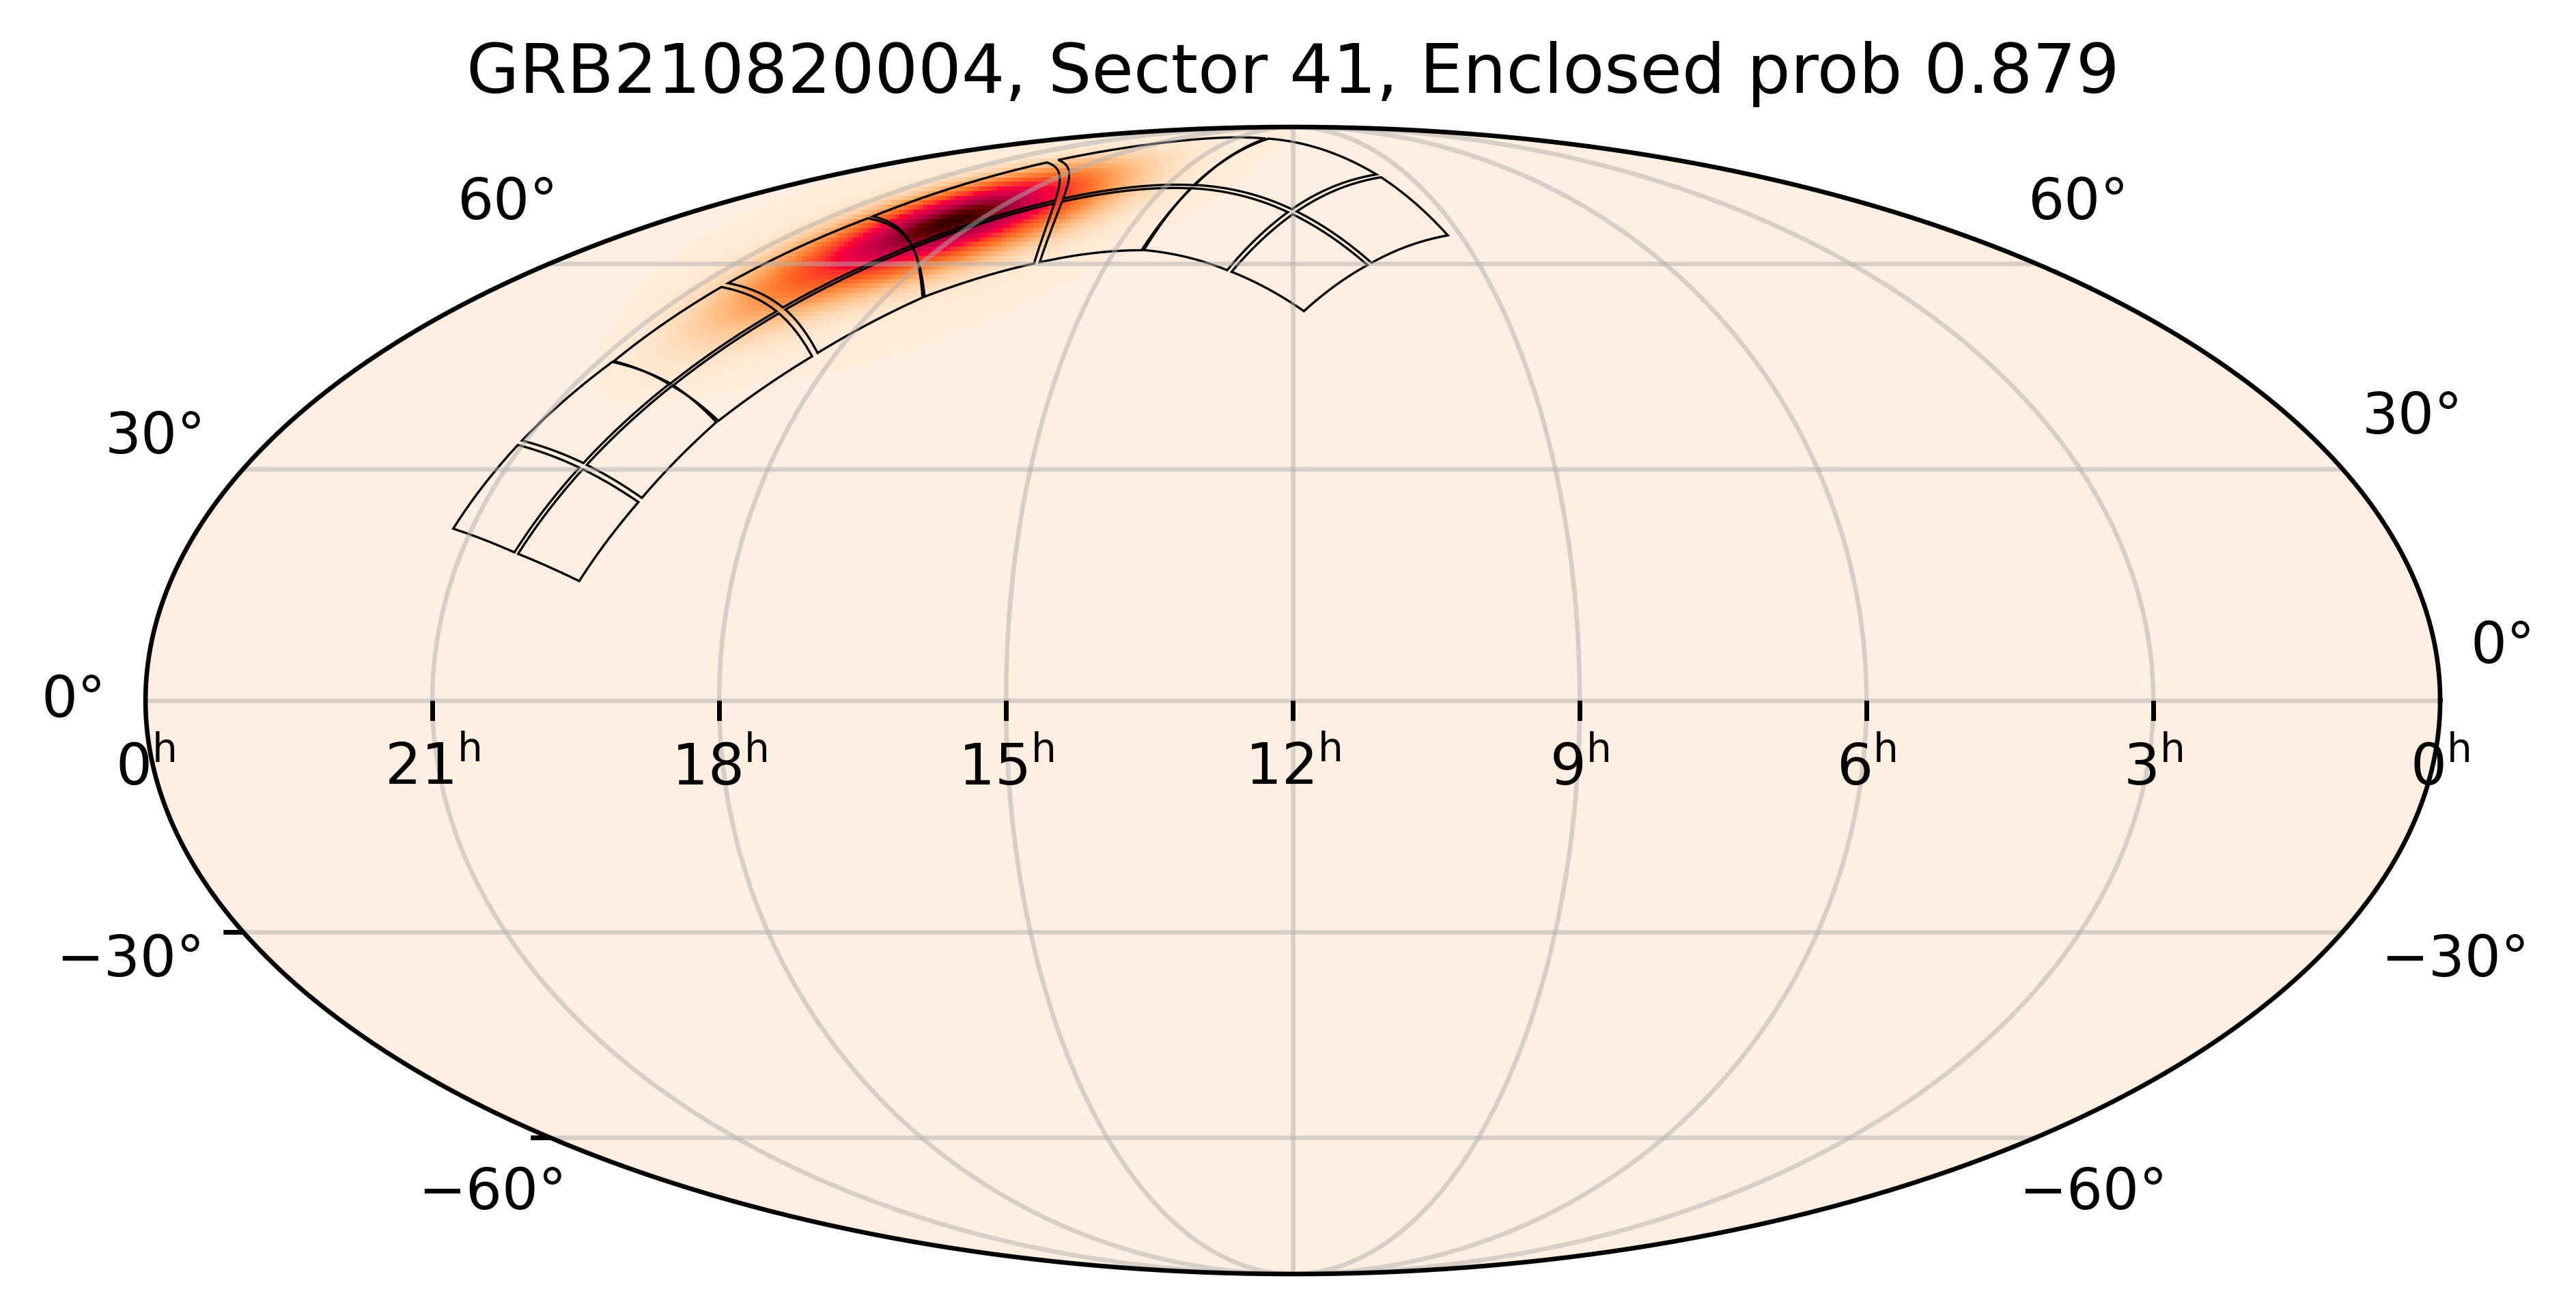 GRB210820004, Sector 41, Enclosed prob 0.879
60° 60°
30° 30°
0° 0°
0ʰ 21ʰ 18ʰ 15ʰ 12ʰ 9ʰ 6ʰ 3ʰ 0ʰ
−30° −30°
−60° −60°